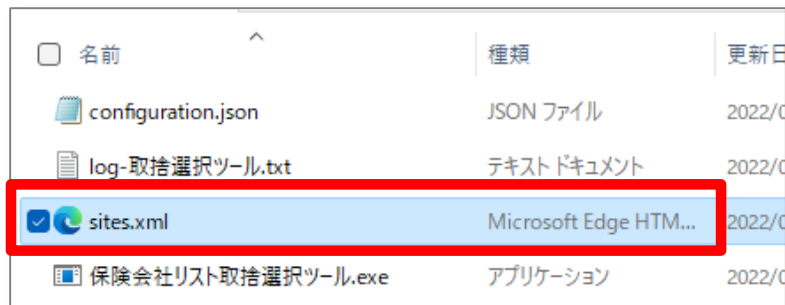 名前 種類 更新日
configuration.json JSON ファイル 2022/0
log-取捨選択ツール.txt テキスト ドキュメント 2022/0
sites.xml Microsoft Edge HTM... 2022/0
保険会社リスト取捨選択ツール.exe アプリケーション 2022/0